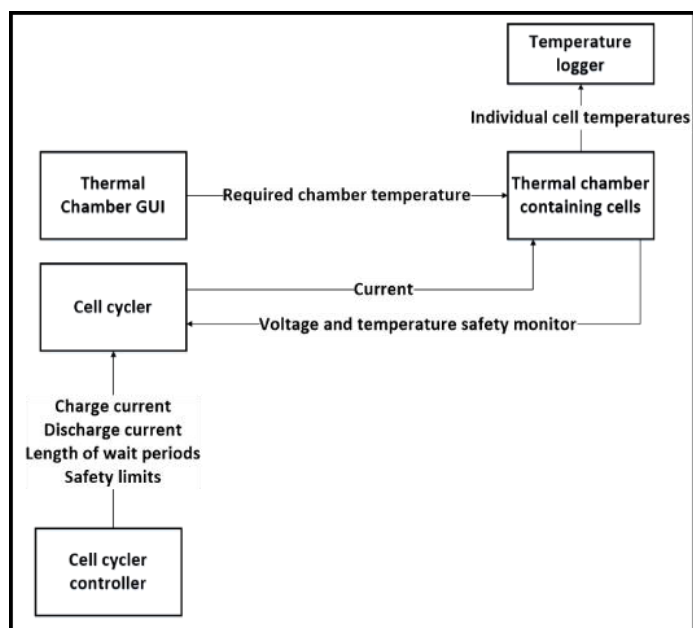 Temperature
logger
Individual cell temperatures
Thermal
Chamber GUI
Required chamber temperature
Thermal chamber
containing cells
Cell cycler
Current
Voltage and temperature safety monitor
Charge current
Discharge current
Length of wait periods
Safety limits
Cell cycler
controller